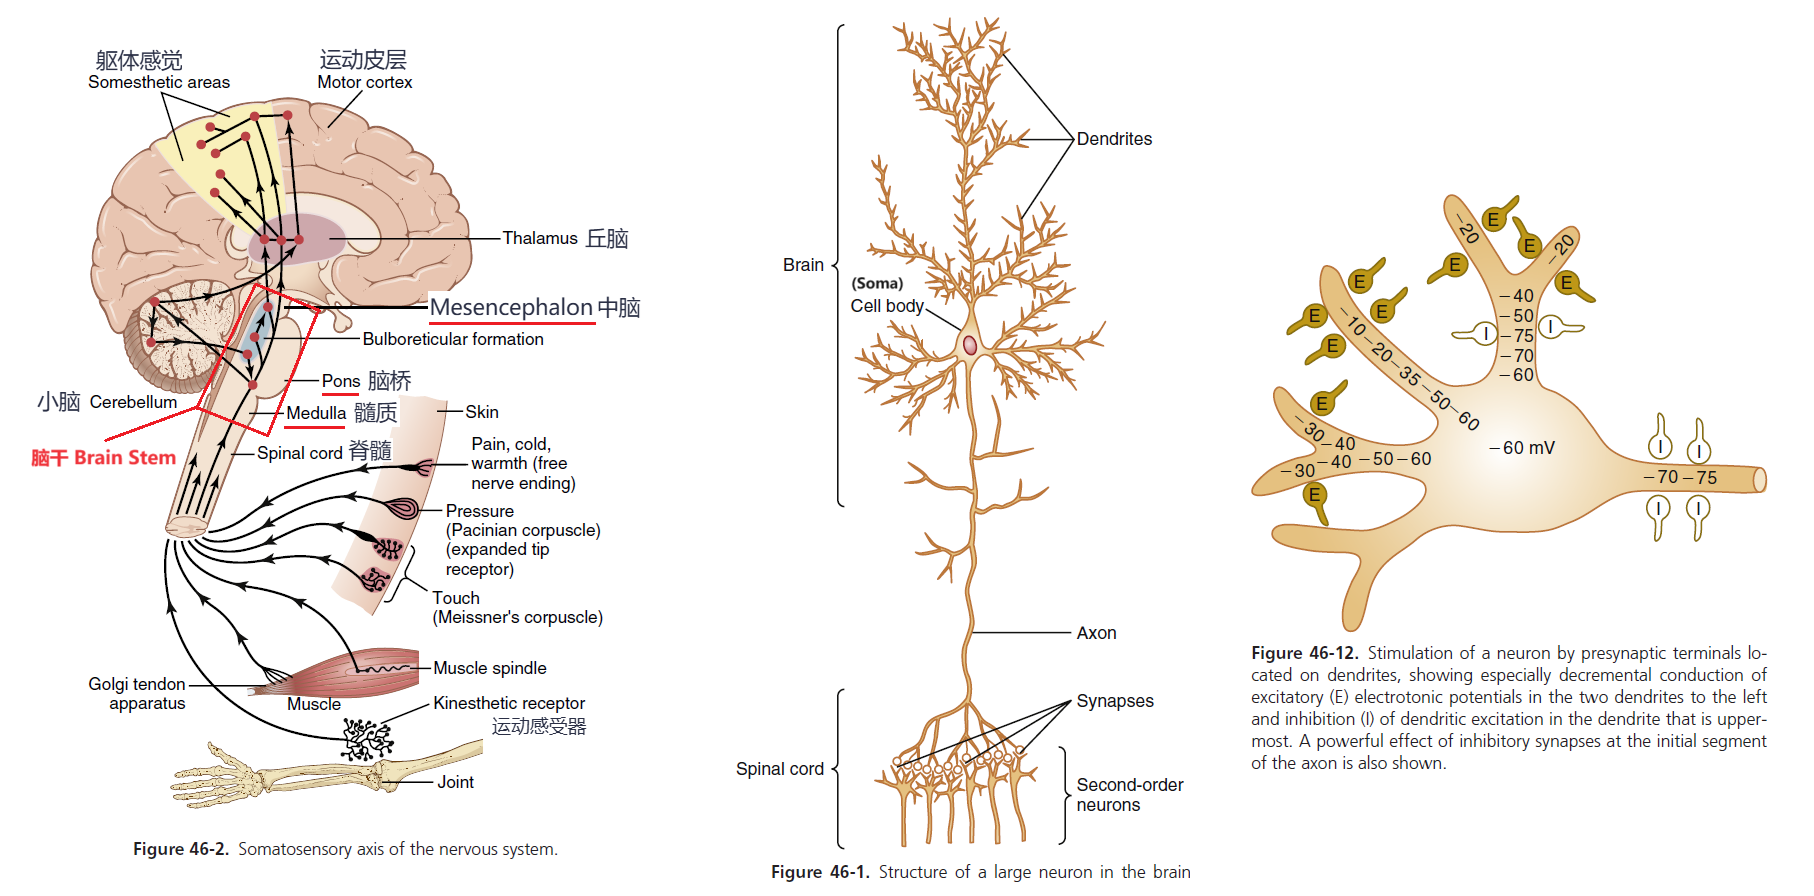 躯体感觉
Somesthetic areas
运动皮层
Motor cortex
Thalamus 丘脑
Mesencephalon 中脑
Bulboreticular formation
Pons 脑桥
小脑 Cerebellum
Medulla 髓质
脑干 Brain Stem
Spinal cord 脊髓
Skin
Pain, cold,
warmth (free
nerve ending)
Pressure
(Pacinian corpuscle)
(expanded tip
receptor)
Touch
(Meissner's corpuscle)
Muscle spindle
Golgi tendon
apparatus
Muscle
Kinesthetic receptor
运动感受器
Joint
Figure 46-2. Somatosensory axis of the nervous system.
Dendrites
Brain
(Soma)
Cell body
Axon
Synapses
Spinal cord
Second-order
neurons
Figure 46-1. Structure of a large neuron in the brain
E
E
E
E
E
E
E
E
E
E
I
I
I
I
I
I
−20
−20
−40
−50
−75
−70
−60
−10−20−35−50−60
−30−40
−30−40−50−60
−60 mV
−70 −75
Figure 46-12. Stimulation of a neuron by presynaptic terminals lo-
cated on dendrites, showing especially decremental conduction of
excitatory (E) electrotonic potentials in the two dendrites to the left
and inhibition (I) of dendritic excitation in the dendrite that is upper-
most. A powerful effect of inhibitory synapses at the initial segment
of the axon is also shown.